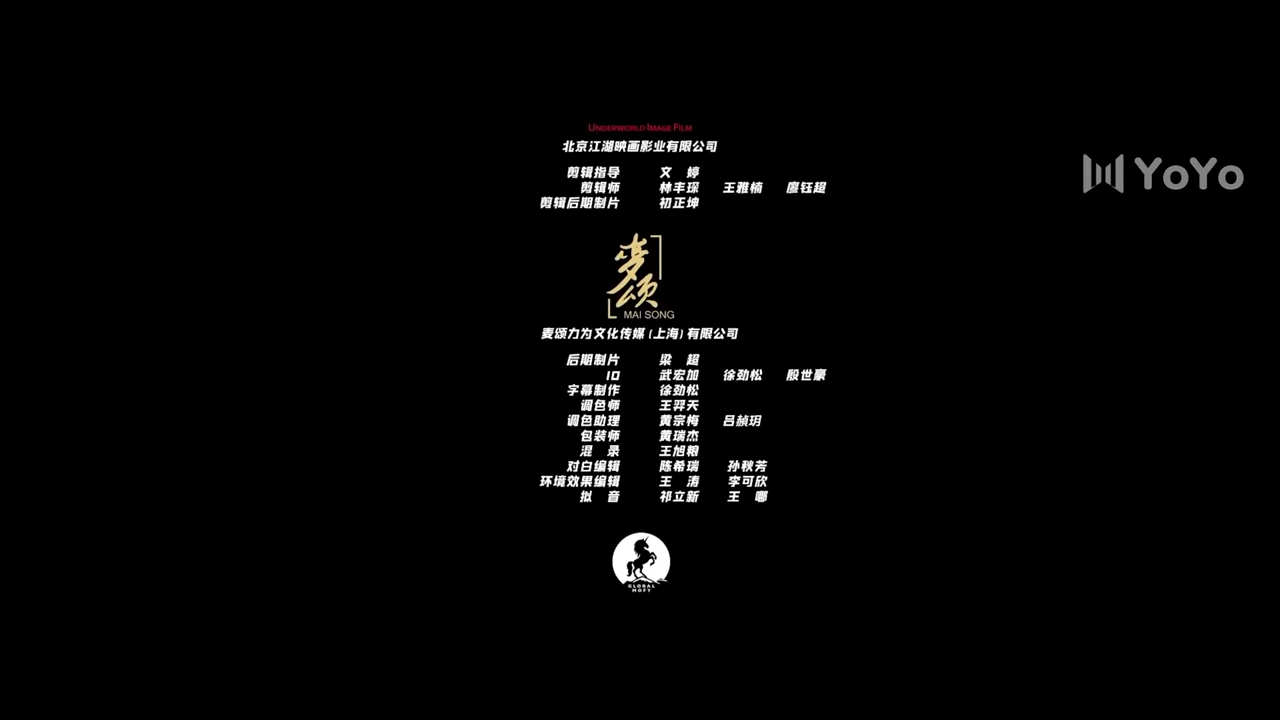 UNDERWORLD IMAGE FILM
北京江湖映画影业有限公司
YOYO
剪辑指导 文 婷
剪辑师 林丰琛 王雅楠 廖钰超
剪辑后期制片 初正坤
麦颂
MAI SONG
麦颂力为文化传媒(上海)有限公司
后期制片 梁 超
IO 武宏加 徐劲松 殷世豪
字幕制作 徐劲松
调色师 王羿天
调色助理 黄宗梅 吕赪玥
包装师 黄瑞杰
混 录 王旭粮
对白编辑 陈希瑞 孙秋芳
环境效果编辑 王 涛 李可欣
拟 音 祁立新 王 哪
GLOBAL
MOFY